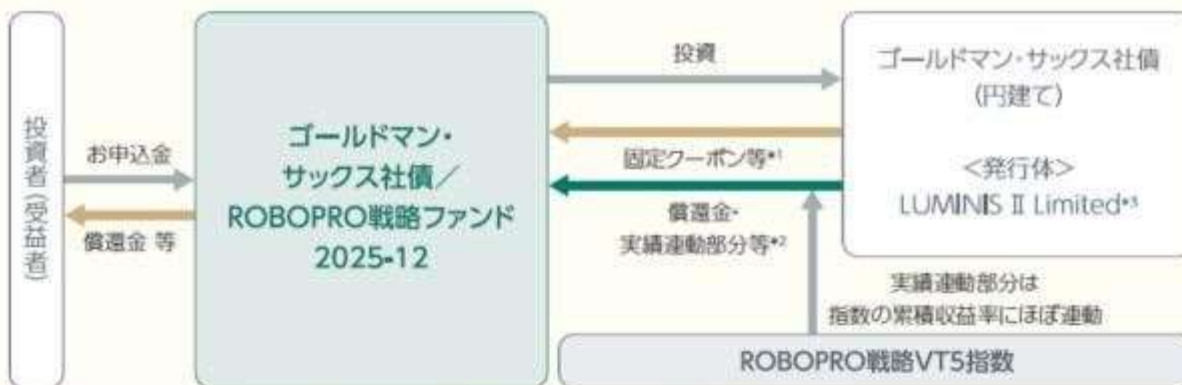 投資者(受益者)
お申込金
償還金 等
ゴールドマン・
サックス社債／
ROBOPRO戦略ファンド
2025-12
投資
固定クーポン等*1
償還金・
実績連動部分等*2
ゴールドマン・サックス社債
(円建て)
＜発行体＞
LUMINIS II Limited*3
実績連動部分は
指数の累積収益率にほぼ連動
ROBOPRO戦略VT5指数